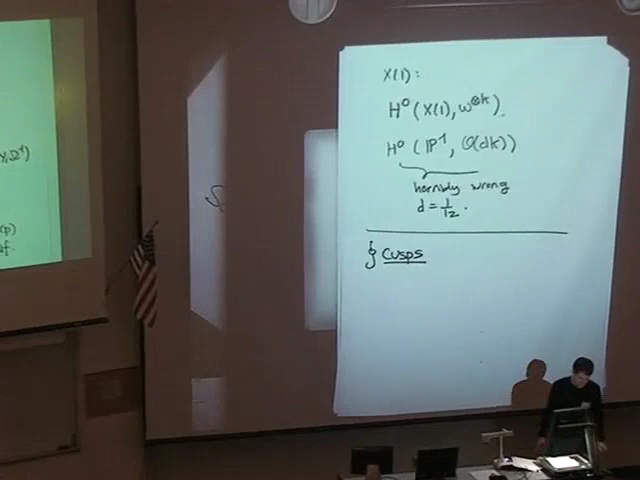 X(1):
H⁰(X(1), ω^⊗k).
H⁰(ℙ¹, O(dk))
horribly wrong
d = 1/12.
§ Cusps
(p)